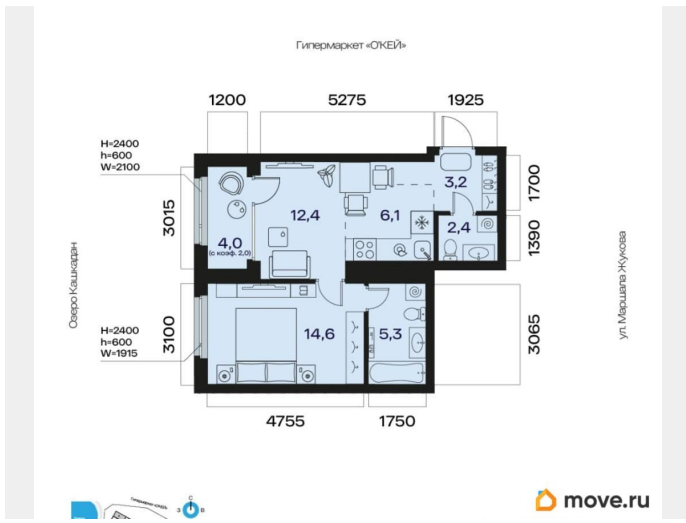 Гипермаркет «О'КЕЙ»
1200
5275
1925
H=2400
h=600
W=2100
3015
1700
3,2
12,4
6,1
2,4
4,0
(с коэф. 2,0)
1390
Озеро Кашкадан
ул. Маршала Жукова
H=2400
h=600
W=1915
3100
14,6
5,3
3065
4755
1750
Гипермаркет «О'КЕЙ»
С
З
Э
move.ru